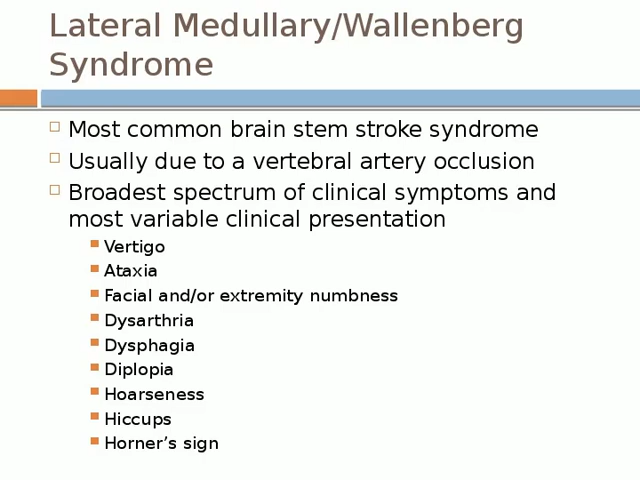 Lateral Medullary/Wallenberg
Syndrome
Most common brain stem stroke syndrome
Usually due to a vertebral artery occlusion
Broadest spectrum of clinical symptoms and
most variable clinical presentation
Vertigo
Ataxia
Facial and/or extremity numbness
Dysarthria
Dysphagia
Diplopia
Hoarseness
Hiccups
Horner’s sign